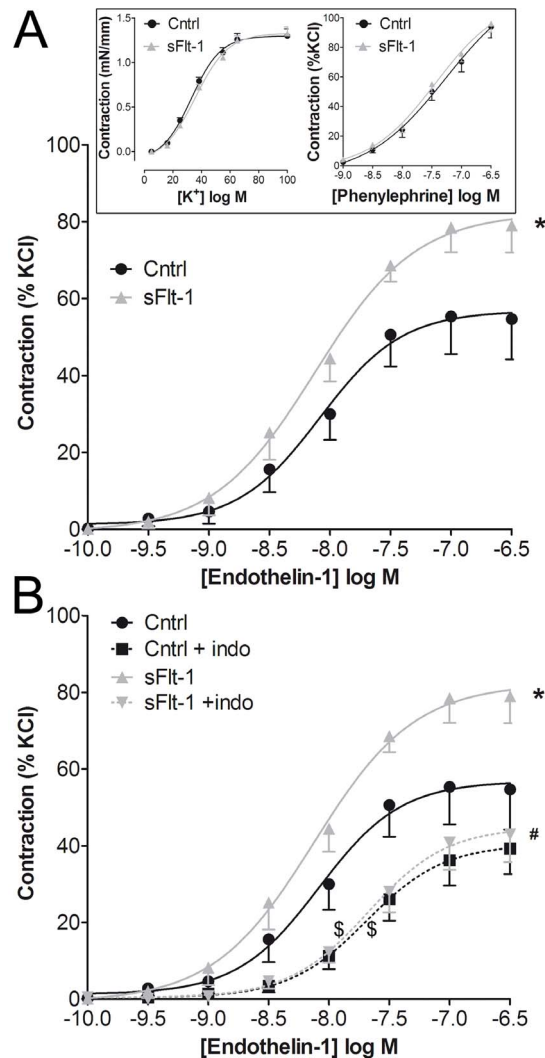 A
Cntrl
sFlt-1
Contraction (mN/mm)
1.5
1.0
0.5
0.0
0 20 40 60 80 100
[K+] log M
Cntrl
sFlt-1
Contraction (%KCl)
100
80
60
40
20
0
-9.0 -8.5 -8.0 -7.5 -7.0 -6.5
[Phenylephrine] log M
Contraction (% KCl)
100
80
60
40
20
0
Cntrl
sFlt-1
*
-10.0 -9.5 -9.0 -8.5 -8.0 -7.5 -7.0 -6.5
[Endothelin-1] log M
B
Cntrl
Cntrl + indo
sFlt-1
sFlt-1 +indo
Contraction (% KCl)
100
80
60
40
20
0
*
#
$ $
-10.0 -9.5 -9.0 -8.5 -8.0 -7.5 -7.0 -6.5
[Endothelin-1] log M